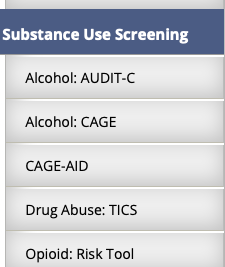 Substance Use Screening
Alcohol: AUDIT-C
Alcohol: CAGE
CAGE-AID
Drug Abuse: TICS
Opioid: Risk Tool